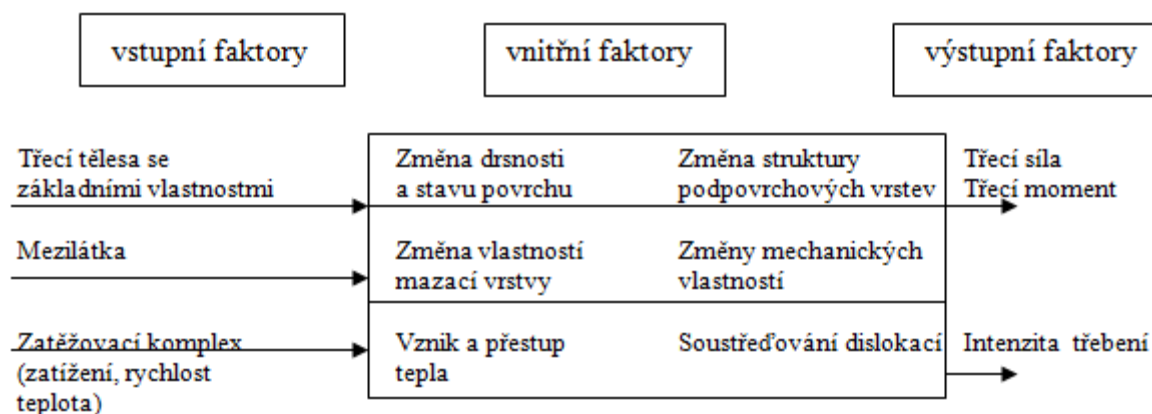 vstupní faktory
vnitřní faktory
výstupní faktory
Třecí tělesa se
základními vlastnostmi
Změna drsnosti
a stavu povrchu
Změna struktury
podpovrchových vrstev
Třecí síla
Třecí moment
Mezilátka
Změna vlastností
mazací vrstvy
Změny mechanických
vlastností
Zatěžovací komplex
(zatížení, rychlost
teplota)
Vznik a přestup
tepla
Soustřeďování dislokací
Intenzita třebení